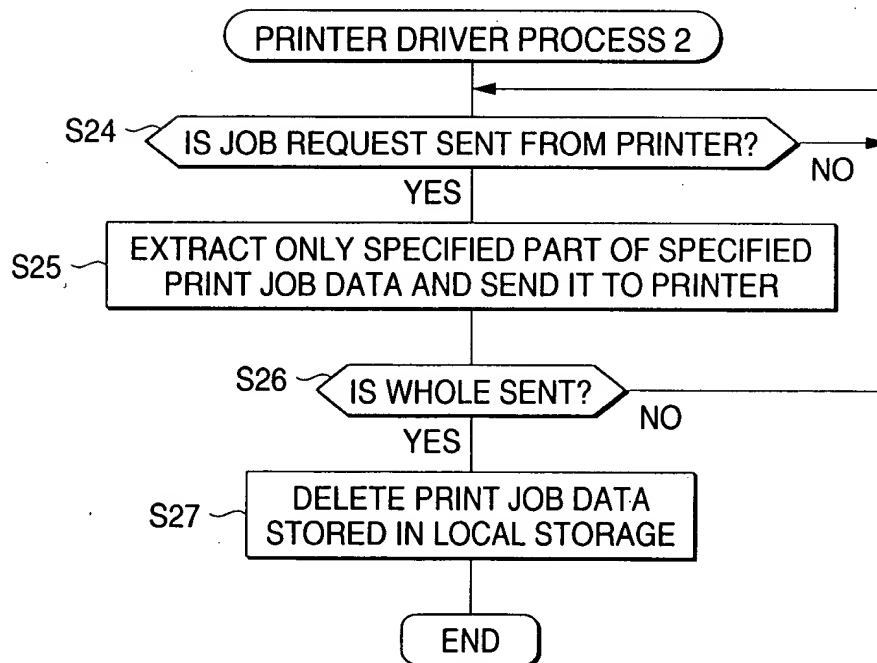 PRINTER DRIVER PROCESS 2
S24
IS JOB REQUEST SENT FROM PRINTER?
NO
YES
S25
EXTRACT ONLY SPECIFIED PART OF SPECIFIED
PRINT JOB DATA AND SEND IT TO PRINTER
S26
IS WHOLE SENT?
NO
YES
S27
DELETE PRINT JOB DATA
STORED IN LOCAL STORAGE
END